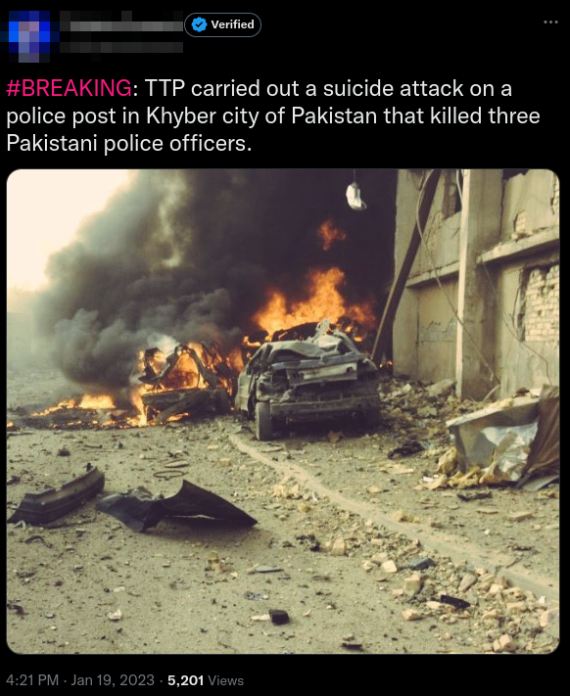 Verified
#BREAKING: TTP carried out a suicide attack on a
police post in Khyber city of Pakistan that killed three
Pakistani police officers.
4:21 PM · Jan 19, 2023 · 5,201 Views